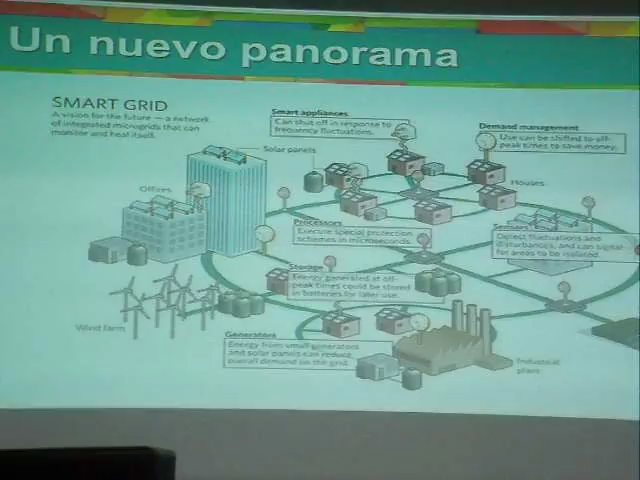 Un nuevo panorama
SMART GRID
A vision for the future — a network
of integrated microgrids that can
monitor and heal itself.
Smart appliances
Can shut off in response to
frequency fluctuations.
Demand management
Use can be shifted to off-
peak times to save money.
Solar panels
Houses
Offices
Processors
Execute special protection
schemes in microseconds.
Sensors
Detect fluctuations and
disturbances, and can signal
for areas to be isolated.
Storage
Energy generated at off-
peak times could be stored
in batteries for later use.
Wind farm
Generators
Energy from small generators
and solar panels can reduce
overall demand on the grid.
Industrial
plant